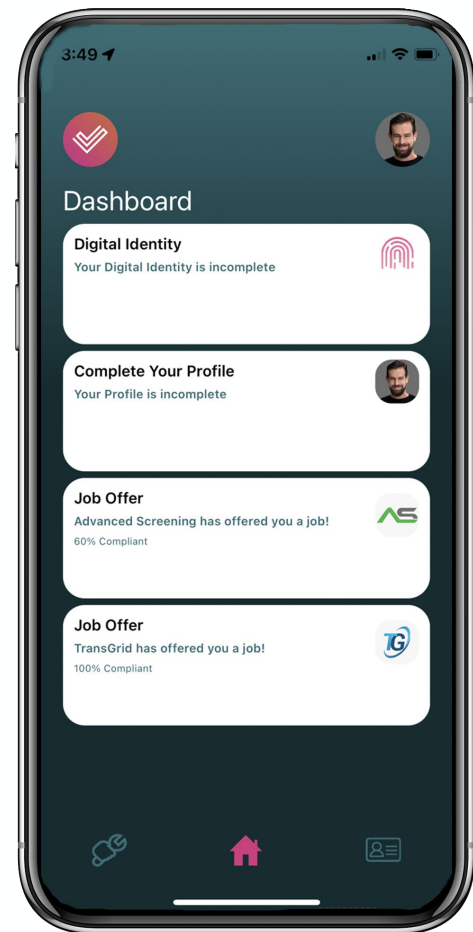 3:49
Dashboard
Digital Identity
Your Digital Identity is incomplete
Complete Your Profile
Your Profile is incomplete
Job Offer
Advanced Screening has offered you a job!
60% Compliant
AS
Job Offer
TransGrid has offered you a job!
100% Compliant
TG